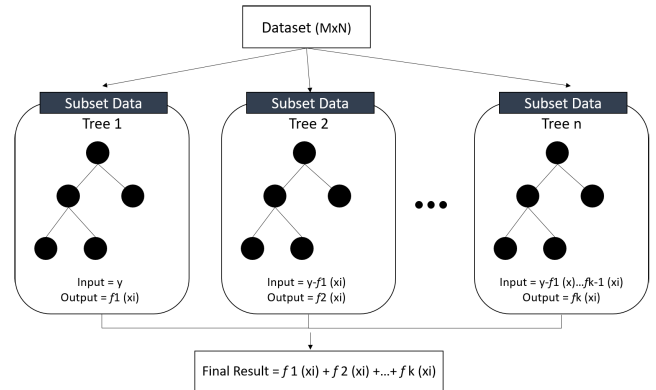 Dataset (MxN)
Subset Data
Tree 1
Input = y
Output = f1 (xi)
Subset Data
Tree 2
Input = y-f1 (xi)
Output = f2 (xi)
Subset Data
Tree n
Input = y-f1 (x)...fk-1 (xi)
Output = fk (xi)
Final Result = f 1 (xi) + f 2 (xi) +...+ f k (xi)